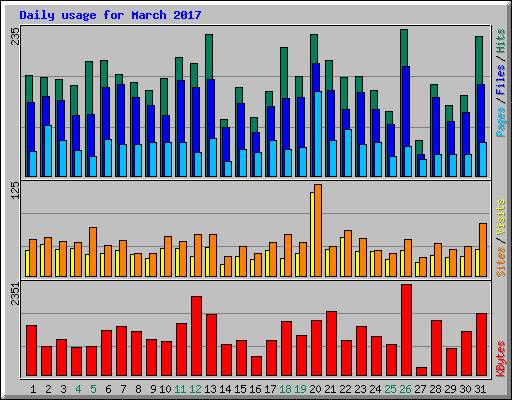 Daily usage for March 2017
235
Pages / Files / Hits
125
Sites / Visits
2351
KBytes
1 2 3 4 5 6 7 8 9 10 11 12 13 14 15 16 17 18 19 20 21 22 23 24 25 26 27 28 29 30 31